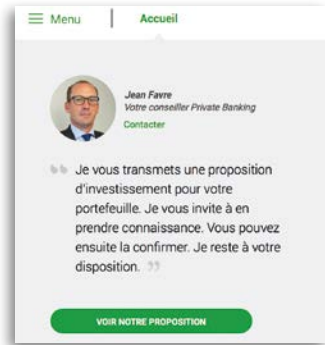 Menu
Accueil
Jean Favre
Votre conseiller Private Banking
Contacter
Je vous transmets une proposition
d'investissement pour votre
portefeuille. Je vous invite à en
prendre connaissance. Vous pouvez
ensuite la confirmer. Je reste à votre
disposition.
VOIR NOTRE PROPOSITION